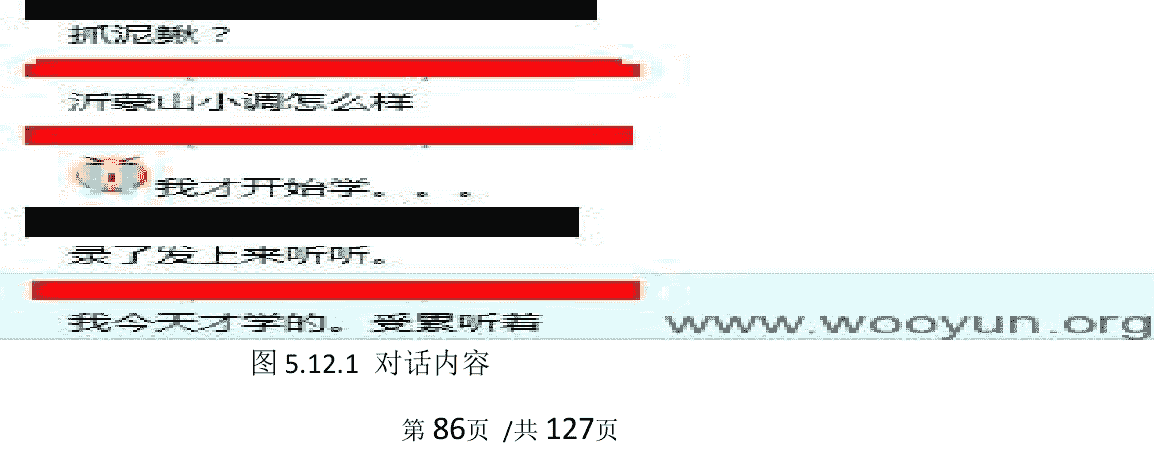 抓泥鳅？
沂蒙山小调怎么样
我才开始学。。。
录了发上来听听。
我今天才学的。受累听着
www.wooyun.org
图 5.12.1 对话内容
第 86页 /共 127页